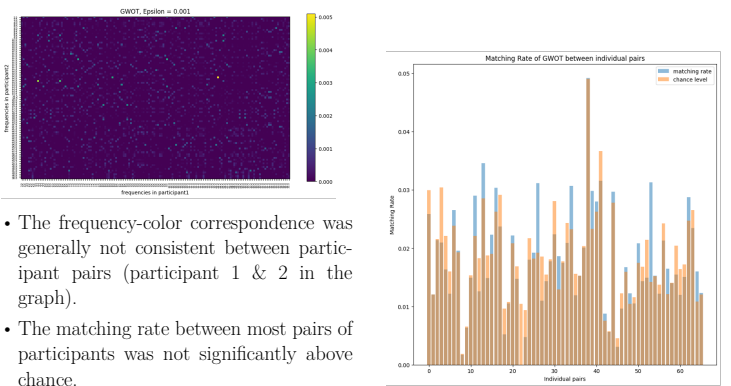 GWOT, Epsilon = 0.001
frequencies in participant2
frequencies in participant1
0.005
0.004
0.003
0.002
0.001
0.000
• The frequency-color correspondence was
generally not consistent between partic-
ipant pairs (participant 1 & 2 in the
graph).
• The matching rate between most pairs of
participants was not significantly above
chance.
Matching Rate of GWOT between individual pairs
matching rate
chance level
Matching Rate
0.05
0.04
0.03
0.02
0.01
0.00
0 10 20 30 40 50 60
Individual pairs